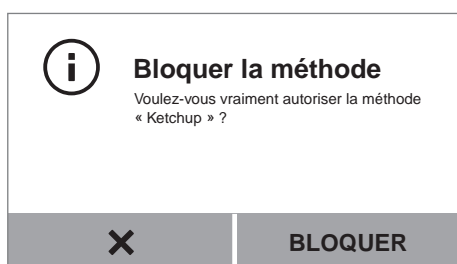 Bloquer la méthode
Voulez-vous vraiment autoriser la méthode
« Ketchup » ?
BLOQUER